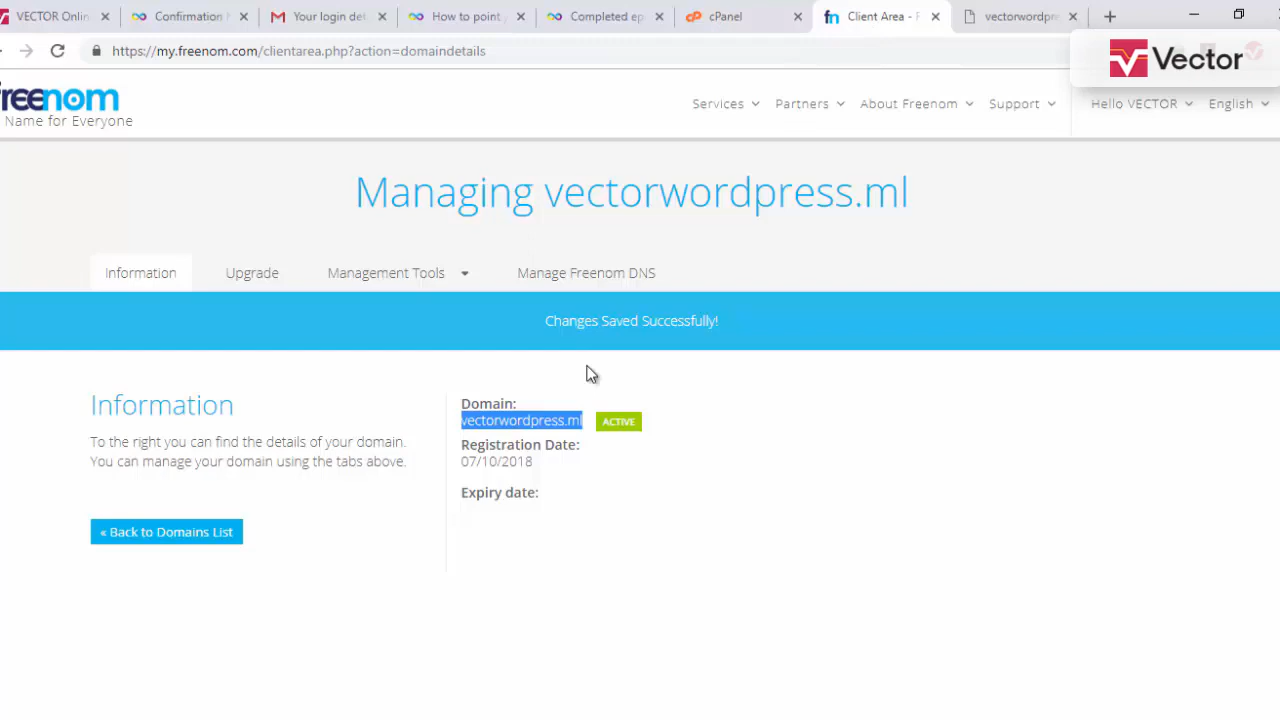 VECTOR Onlin
Confirmation
Your login det
How to point
Completed ep
cPanel
Client Area - F
vectorwordpre
https://my.freenom.com/clientarea.php?action=domaindetails
Vector
freenom
Name for Everyone
Services
Partners
About Freenom
Support
Hello VECTOR
English
Managing vectorwordpress.ml
Information
Upgrade
Management Tools
Manage Freenom DNS
Changes Saved Successfully!
Information
To the right you can find the details of your domain.
You can manage your domain using the tabs above.
« Back to Domains List
Domain:
vectorwordpress.ml ACTIVE
Registration Date:
07/10/2018
Expiry date: